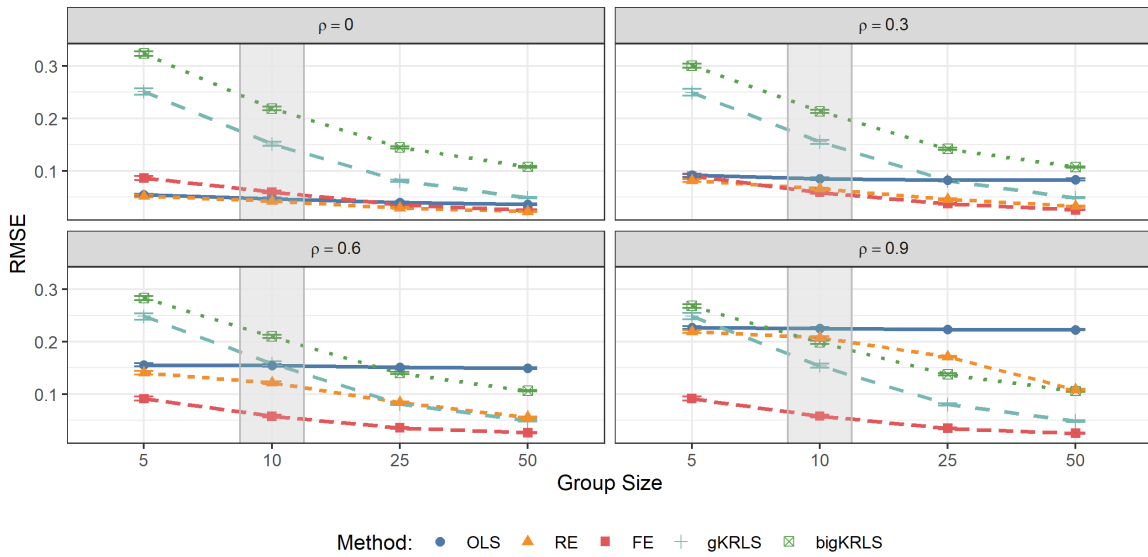 ρ = 0
ρ = 0.3
0.3
0.2
0.1
ρ = 0.6
ρ = 0.9
0.3
0.2
0.1
RMSE
5 10 25 50
5 10 25 50
Group Size
Method: OLS RE FE gKRLS bigKRLS